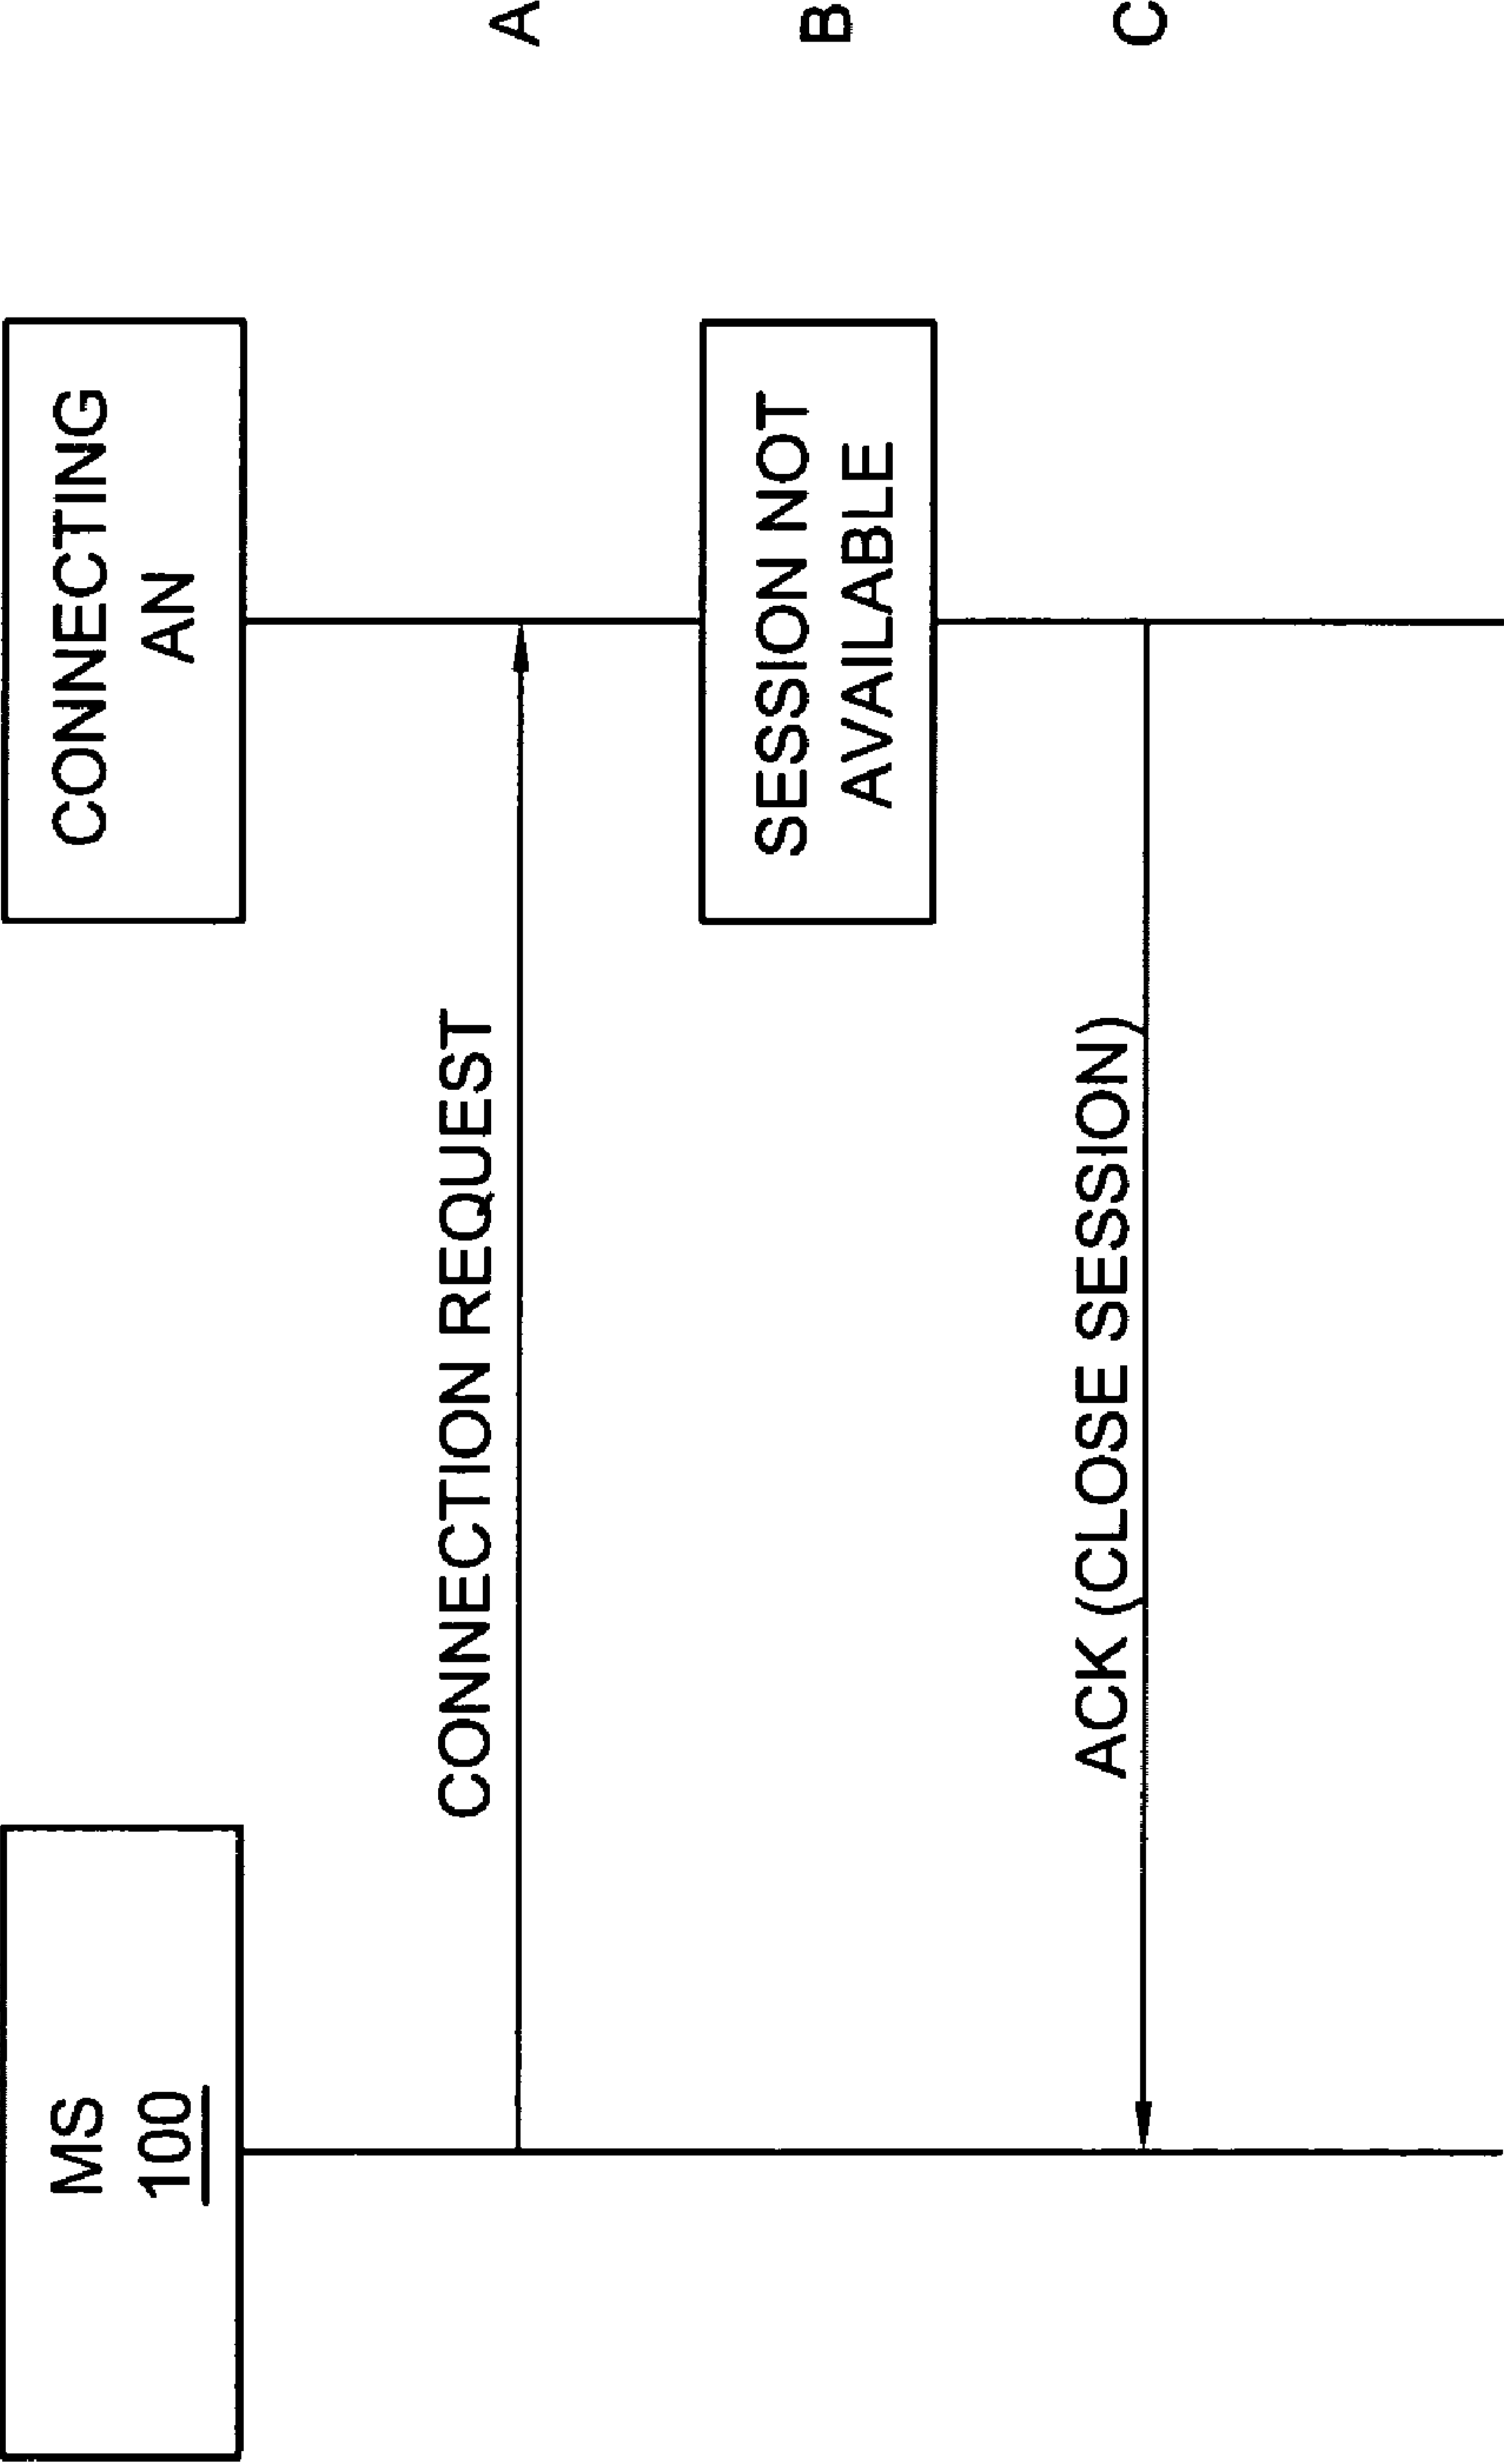 MS
100
CONNECTING
AN
CONNECTION REQUEST
A
SESSION NOT
AVAILABLE
B
ACK (CLOSE SESSION)
C